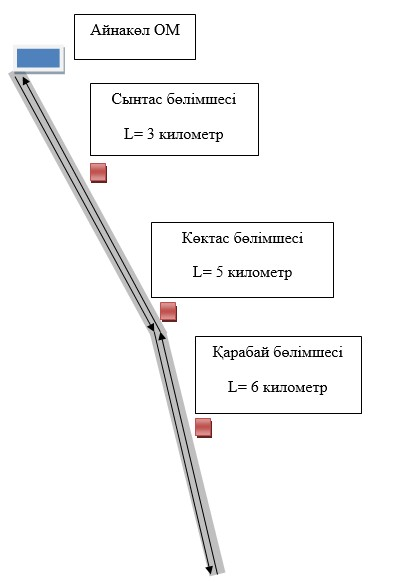 Айнакөл ОМ
Сынтас бөлімшесі
L= 3 километр
Көктас бөлімшесі
L= 5 километр
Қарабай бөлімшесі
L= 6 километр